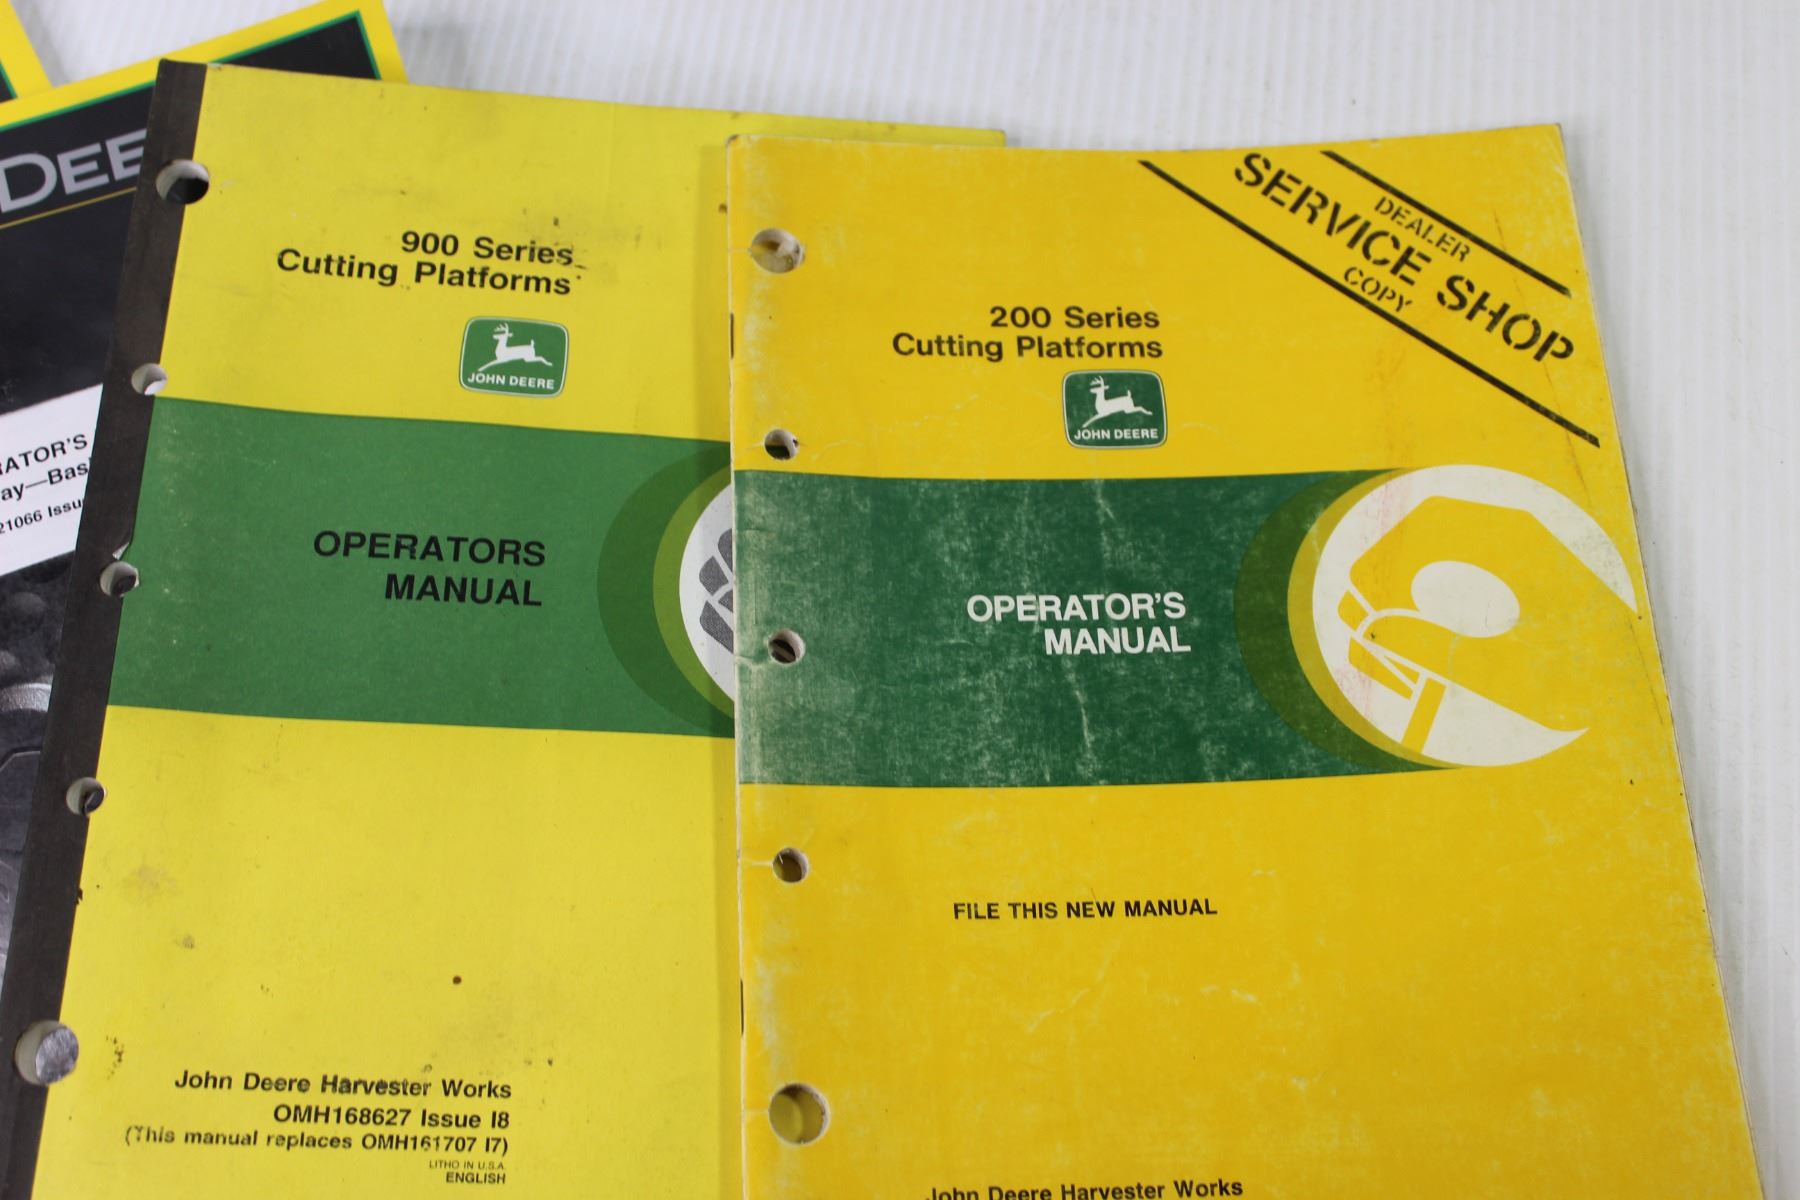 DEE
RATOR'S
ay—Bas
21066 Issu
900 Series
Cutting Platforms
JOHN DEERE
OPERATORS
MANUAL
John Deere Harvester Works
OMH168627 Issue I8
(This manual replaces OMH161707 I7)
LITHO IN U.S.A.
ENGLISH
DEALER
SERVICE SHOP
COPY
200 Series
Cutting Platforms
JOHN DEERE
OPERATOR'S
MANUAL
FILE THIS NEW MANUAL
John Deere Harvester Works